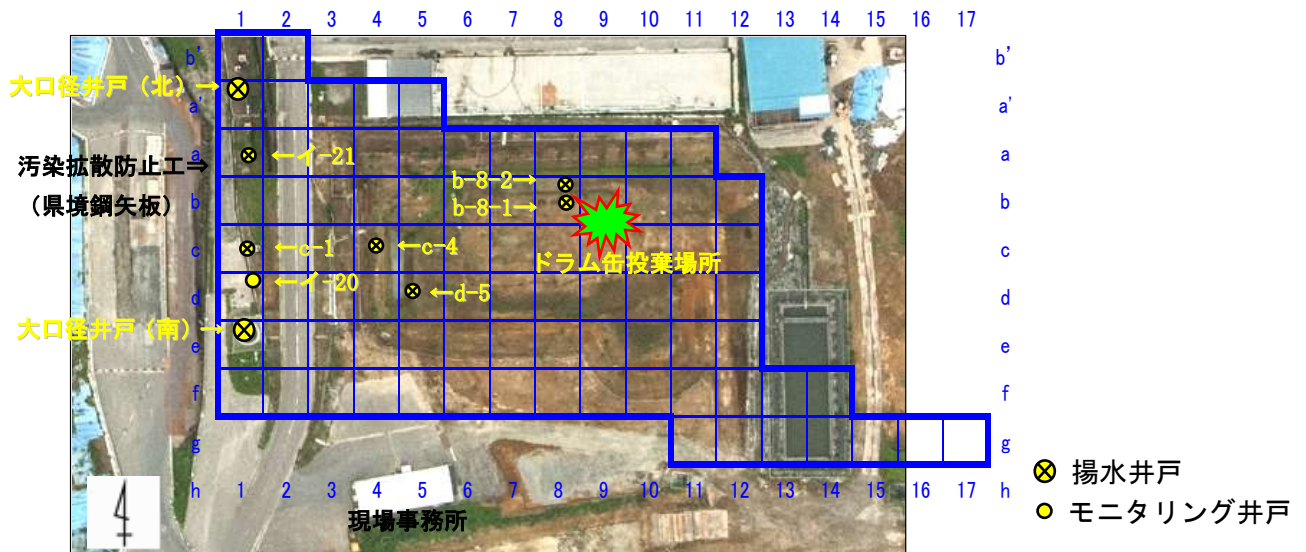 1 2 3 4 5 6 7 8 9 10 11 12 13 14 15 16 17
b' b'
大口径井戸（北）→
a' a'
a ←イ-21 a
汚染拡散防止工⇒
（県境鋼矢板）
b-8-2→
b b-8-1→ b
c ←c-1 ←c-4 c
ドラム缶投棄場所
←イ-20
d ←d-5 d
大口径井戸（南）→
e e
f f
g g
揚水井戸
h 1 2 3 4 5 6 7 8 9 10 11 12 13 14 15 16 17 h
モニタリング井戸
現場事務所